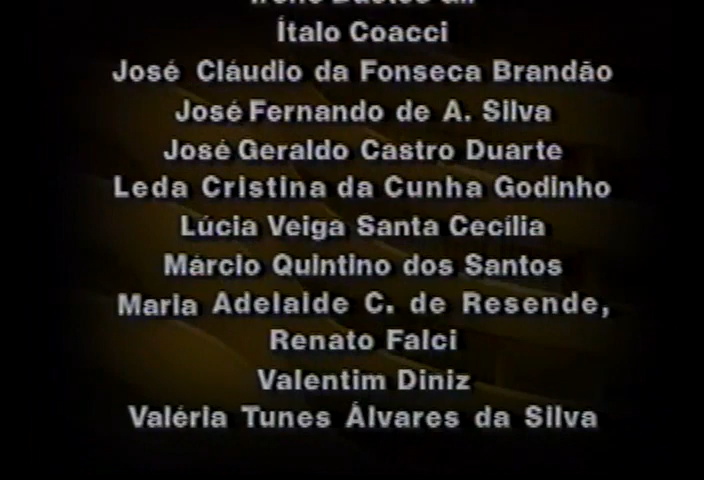 Ítalo Coacci
José Cláudio da Fonseca Brandão
José Fernando de A. Silva
José Geraldo Castro Duarte
Leda Cristina da Cunha Godinho
Lúcia Veiga Santa Cecília
Márcio Quintino dos Santos
Maria Adelaide C. de Resende,
Renato Falci
Valentim Diniz
Valéria Tunes Álvares da Silva